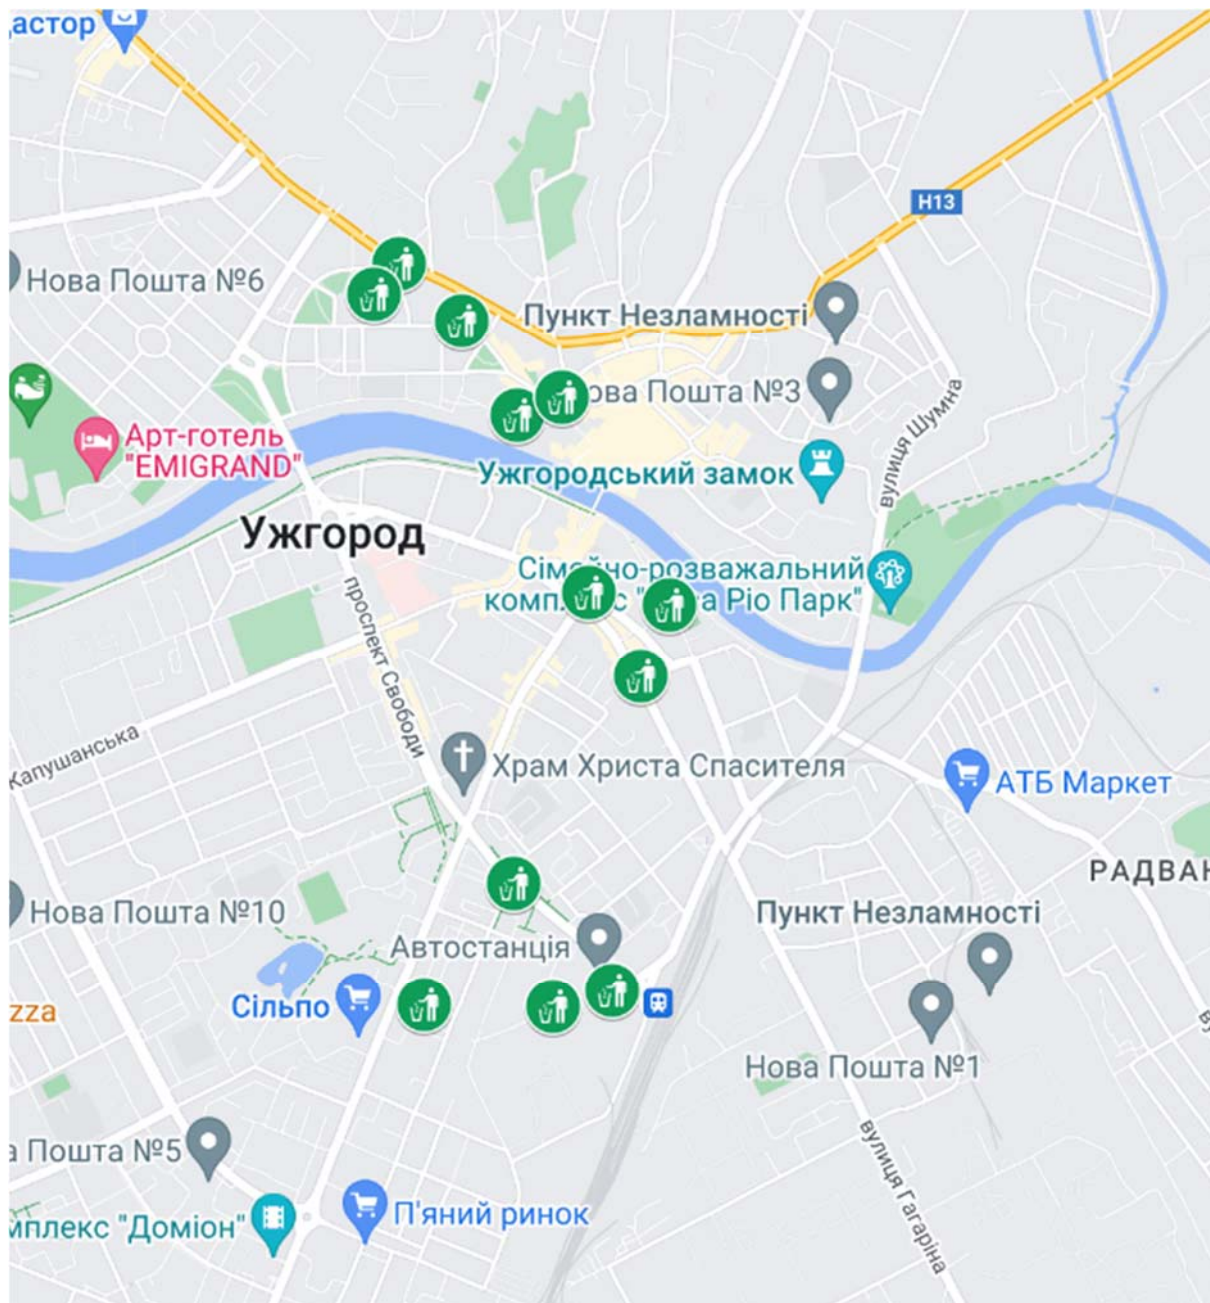 астор
Н13
Нова Пошта №6
Пункт Незламності
ова Пошта №3
Арт-готель
"EMIGRAND"
Ужгородський замок
вулиця Шумна
Ужгород
Сімейно-розважальний
комплекс " а Ріо Парк"
проспект Свободи
Капушанська
Храм Христа Спасителя
АТБ Маркет
РАДВАН
Нова Пошта №10
Пункт Незламності
Автостанція
Сільпо
zza
Нова Пошта №1
а Пошта №5
вулиця Гагаріна
мплекс "Доміон"
П'яний ринок